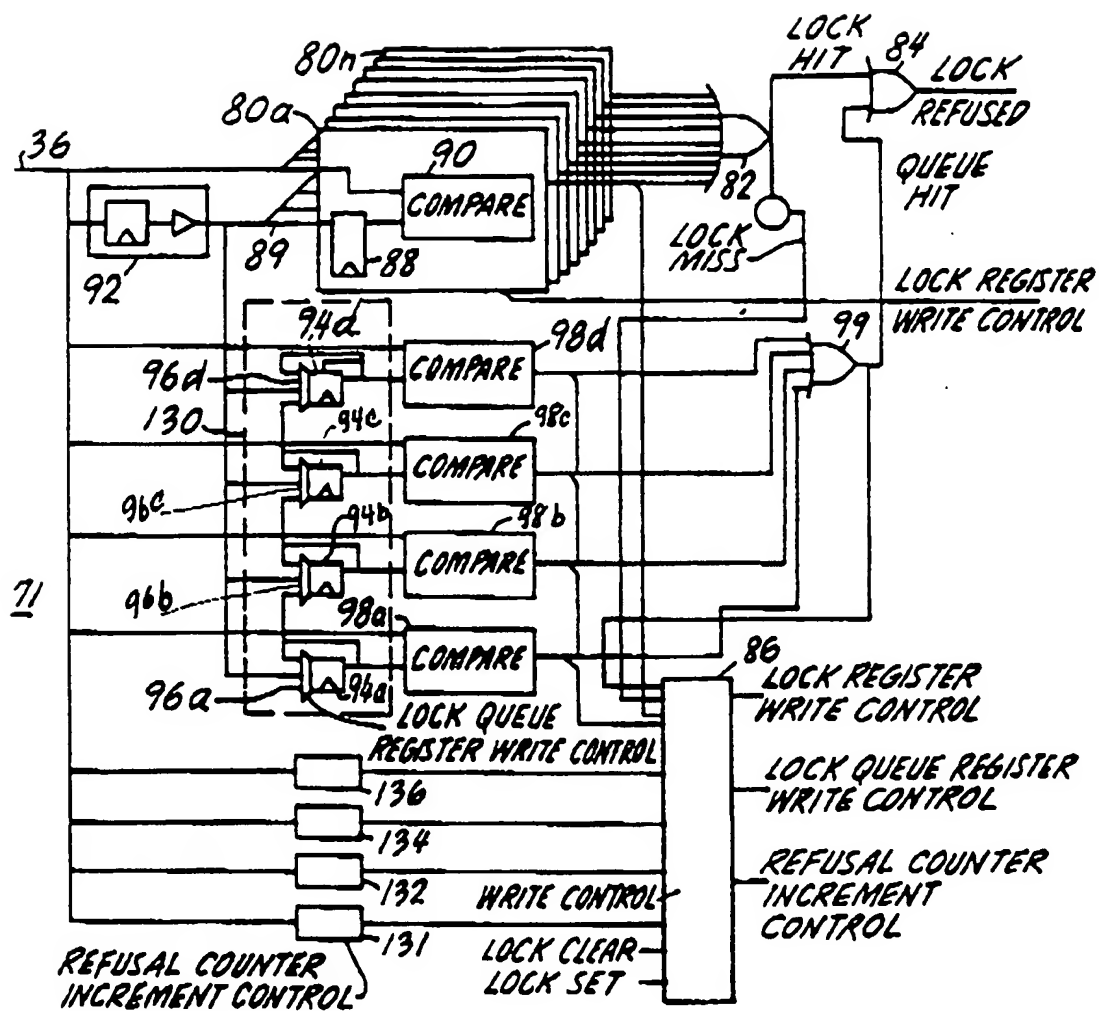 LOCK
HIT
84
LOCK
REFUSED
80n
80a
36
90
COMPARE
82
QUEUE
HIT
LOCK
MISS
92
89
88
LOCK REGISTER
WRITE CONTROL
94d
98d
99
COMPARE
96d
130
94c
98c
COMPARE
96c
94b
98b
COMPARE
96b
71
98a
COMPARE
86
96a
94a
LOCK QUEUE
REGISTER WRITE CONTROL
LOCK REGISTER
WRITE CONTROL
136
LOCK QUEUE REGISTER
WRITE CONTROL
134
132
WRITE CONTROL
REFUSAL COUNTER
INCREMENT
CONTROL
131
REFUSAL COUNTER
INCREMENT CONTROL
LOCK CLEAR
LOCK SET